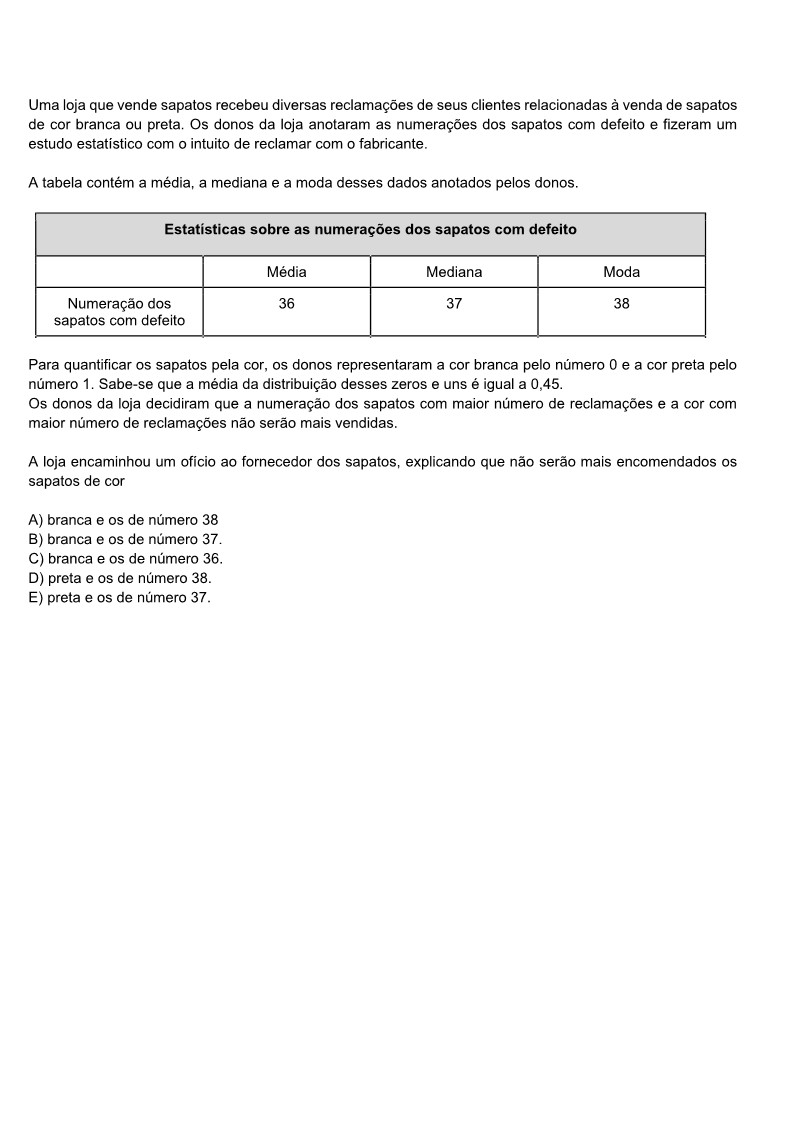 Uma loja que vende sapatos recebeu diversas reclamações de seus clientes relacionadas à venda de sapatos
de cor branca ou preta. Os donos da loja anotaram as numerações dos sapatos com defeito e fizeram um
estudo estatístico com o intuito de reclamar com o fabricante.
A tabela contém a média, a mediana e a moda desses dados anotados pelos donos.
Estatísticas sobre as numerações dos sapatos com defeito
Média Mediana Moda
Numeração dos 36 37 38
sapatos com defeito
Para quantificar os sapatos pela cor, os donos representaram a cor branca pelo número 0 e a cor preta pelo
número 1. Sabe-se que a média da distribuição desses zeros e uns é igual a 0,45.
Os donos da loja decidiram que a numeração dos sapatos com maior número de reclamações e a cor com
maior número de reclamações não serão mais vendidas.
A loja encaminhou um ofício ao fornecedor dos sapatos, explicando que não serão mais encomendados os
sapatos de cor
A) branca e os de número 38
B) branca e os de número 37.
C) branca e os de número 36.
D) preta e os de número 38.
E) preta e os de número 37.